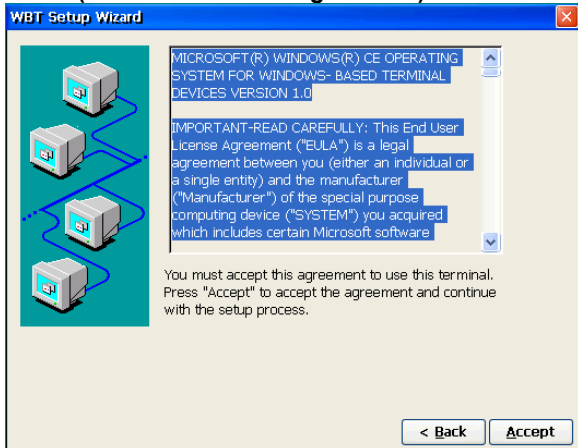 WBT Setup Wizard
MICROSOFT(R) WINDOWS(R) CE OPERATING
SYSTEM FOR WINDOWS- BASED TERMINAL
DEVICES VERSION 1.0
IMPORTANT-READ CAREFULLY: This End User
License Agreement ("EULA") is a legal
agreement between you (either an individual or
a single entity) and the manufacturer
("Manufacturer") of the special purpose
computing device ("SYSTEM") you acquired
which includes certain Microsoft software
You must accept this agreement to use this terminal.
Press "Accept" to accept the agreement and continue
with the setup process.
< Back Accept